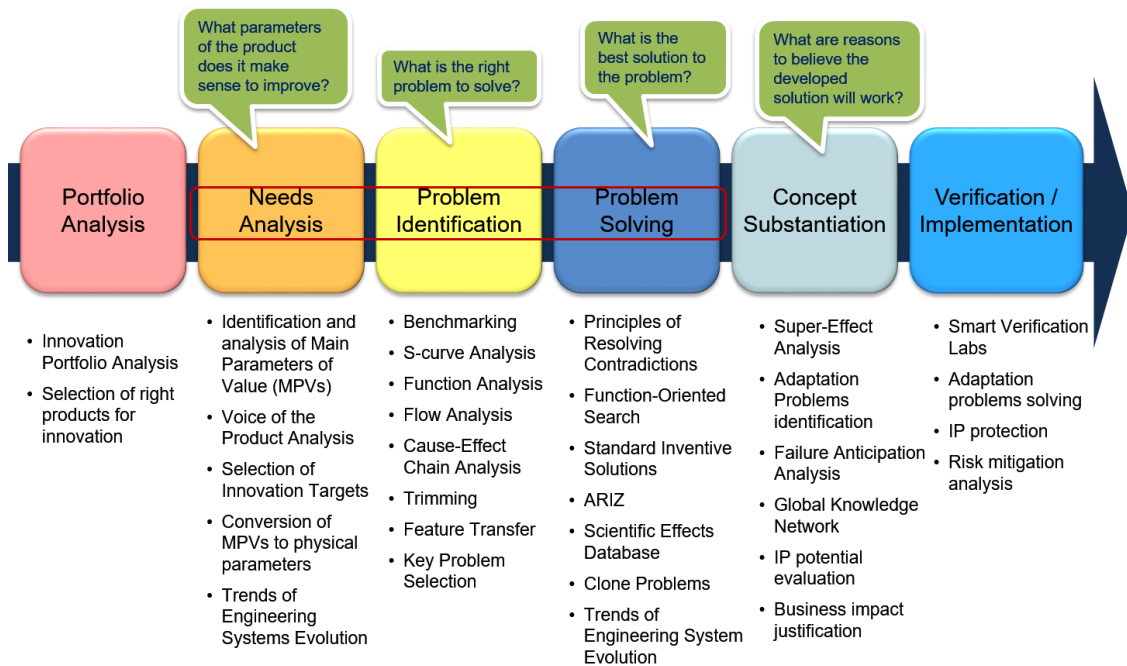 What parameters
of the product
does it make
sense to improve?
What is the right
problem to solve?
What is the
best solution to
the problem?
What are reasons
to believe the
developed
solution will work?
Portfolio
Analysis
Needs
Analysis
Problem
Identification
Problem
Solving
Concept
Substantiation
Verification /
Implementation
• Innovation
Portfolio Analysis
• Selection of right
products for
innovation
• Identification and
analysis of Main
Parameters of
Value (MPVs)
• Voice of the
Product Analysis
• Selection of
Innovation Targets
• Conversion of
MPVs to physical
parameters
• Trends of
Engineering
Systems Evolution
• Benchmarking
• S-curve Analysis
• Function Analysis
• Flow Analysis
• Cause-Effect
Chain Analysis
• Trimming
• Feature Transfer
• Key Problem
Selection
• Principles of
Resolving
Contradictions
• Function-Oriented
Search
• Standard Inventive
Solutions
• ARIZ
• Scientific Effects
Database
• Clone Problems
• Trends of
Engineering System
Evolution
• Super-Effect
Analysis
• Adaptation
Problems
identification
• Failure Anticipation
Analysis
• Global Knowledge
Network
• IP potential
evaluation
• Business impact
justification
• Smart Verification
Labs
• Adaptation
problems solving
• IP protection
• Risk mitigation
analysis